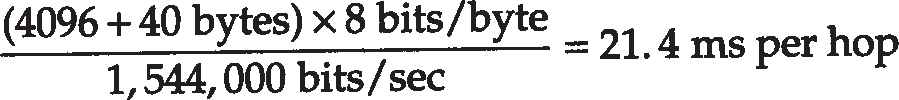 (4096 + 40 bytes) × 8 bits/byte
1,544,000 bits/sec
= 21.4 ms per hop